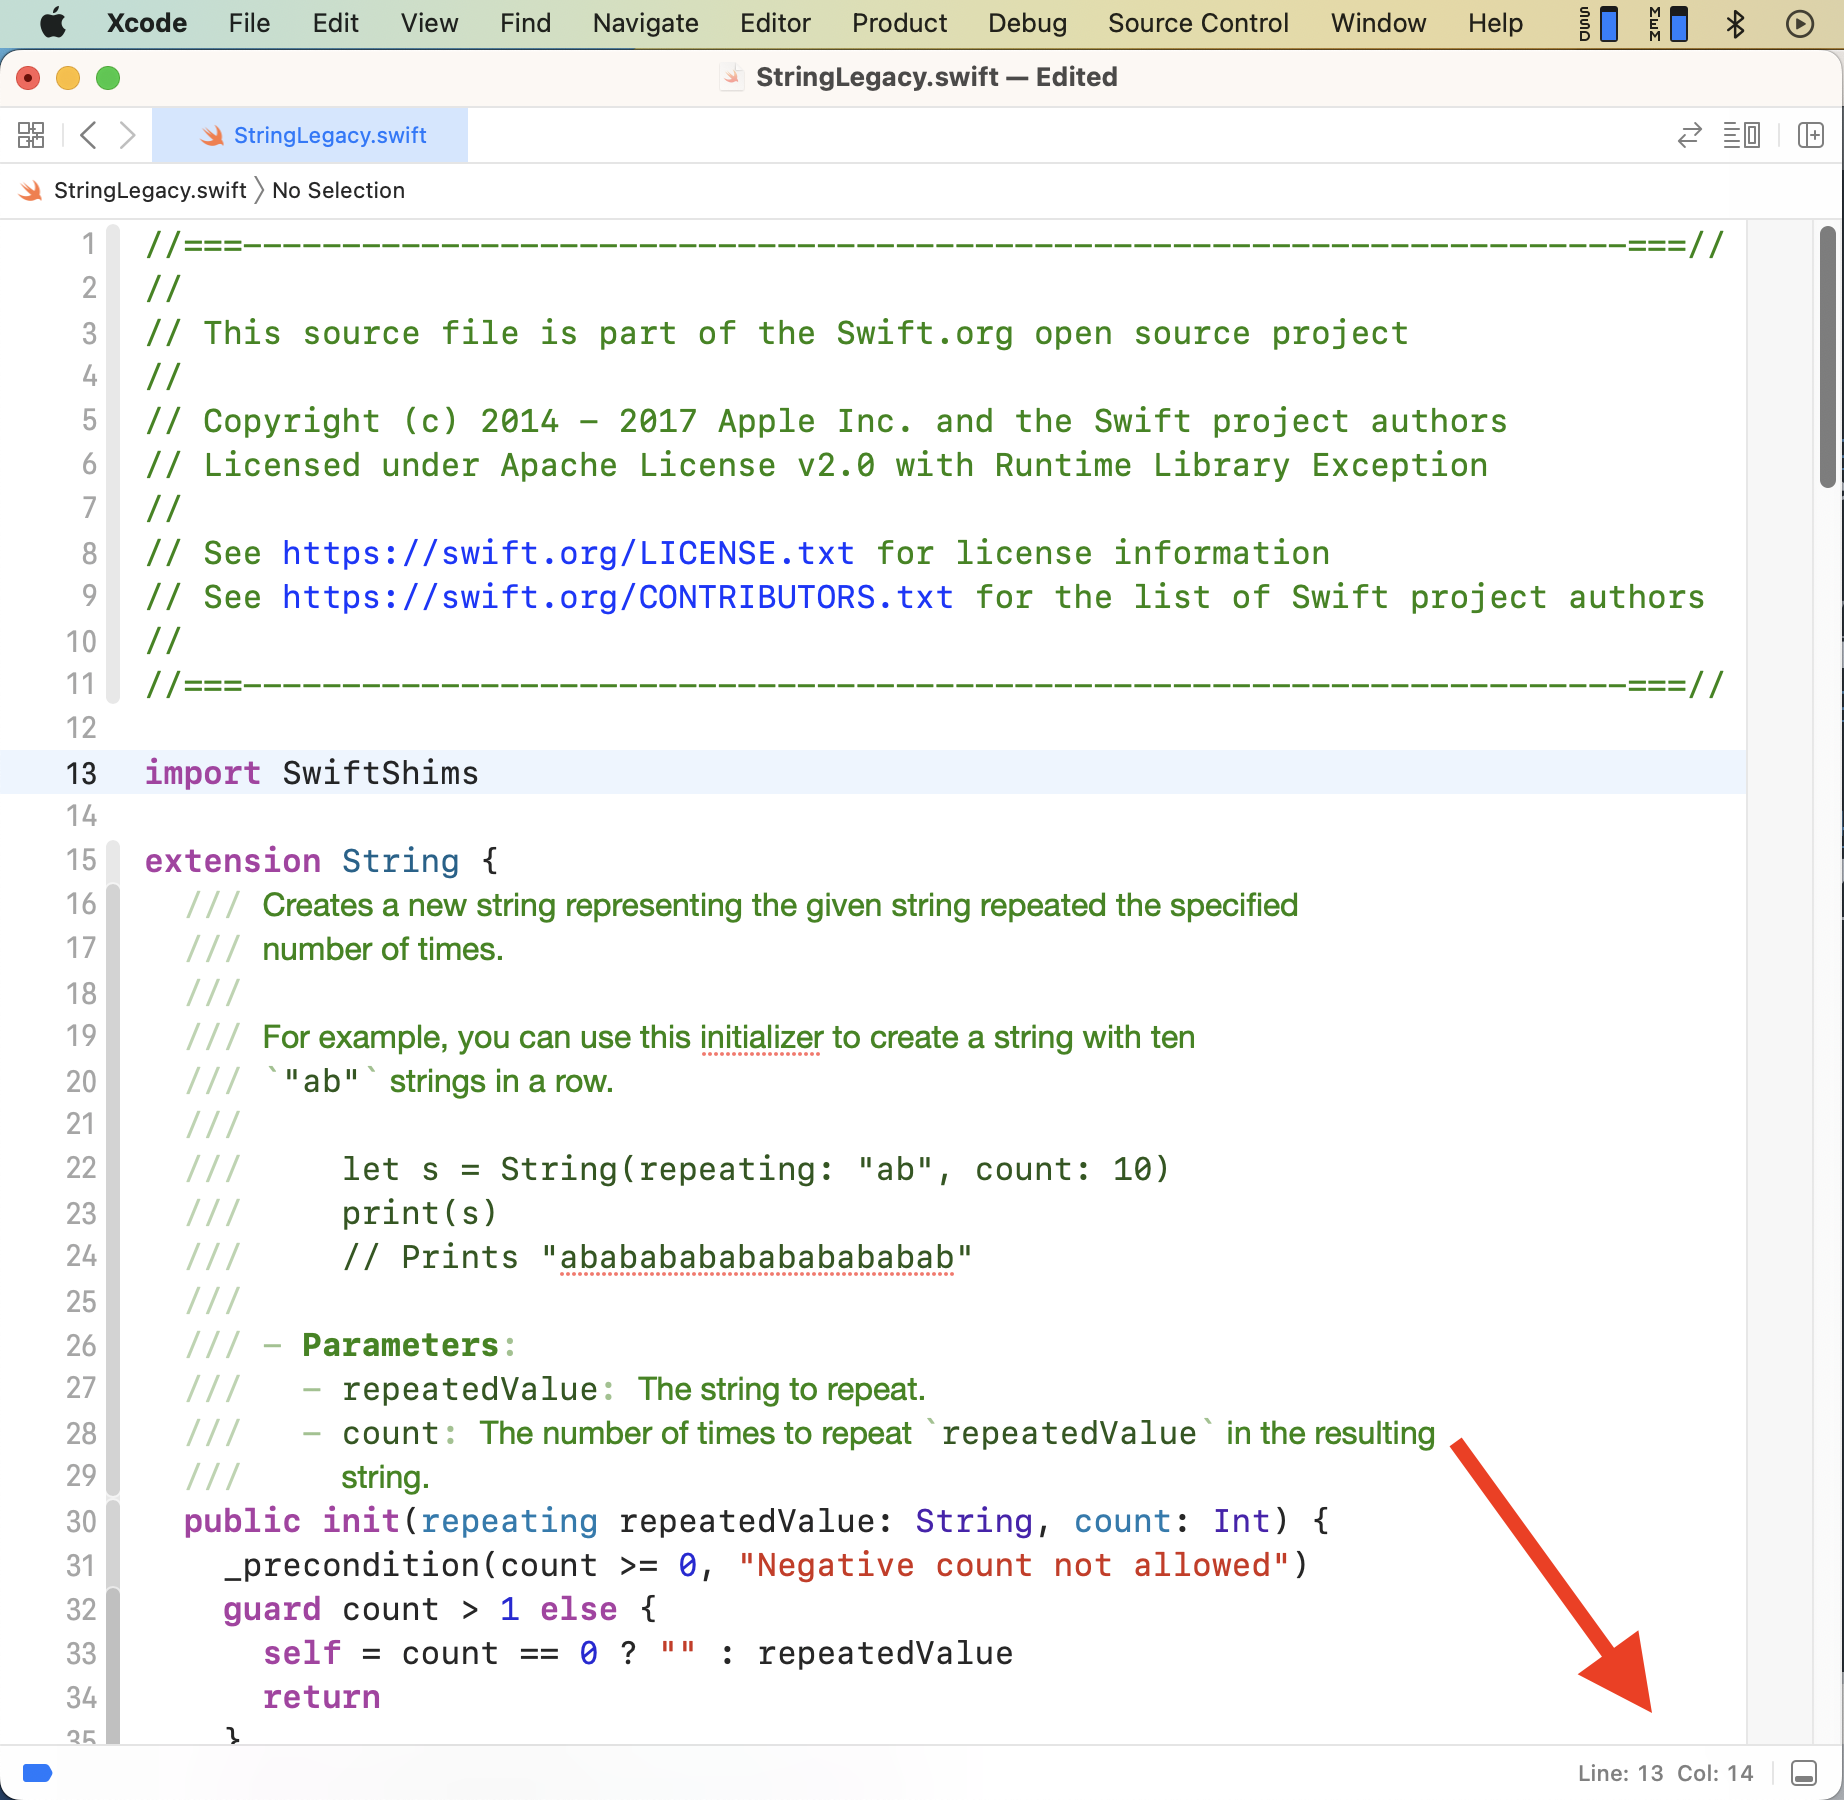 Xcode File Edit View Find Navigate Editor Product Debug Source Control Window Help SSD MEM
StringLegacy.swift — Edited
StringLegacy.swift
StringLegacy.swift 〉 No Selection
1 //===----------------------------------------------------------------------===//
2 //
3 // This source file is part of the Swift.org open source project
4 //
5 // Copyright (c) 2014 - 2017 Apple Inc. and the Swift project authors
6 // Licensed under Apache License v2.0 with Runtime Library Exception
7 //
8 // See https://swift.org/LICENSE.txt for license information
9 // See https://swift.org/CONTRIBUTORS.txt for the list of Swift project authors
10 //
11 //===----------------------------------------------------------------------===//
12
13 import SwiftShims
14
15 extension String {
16   /// Creates a new string representing the given string repeated the specified
17   /// number of times.
18   ///
19   /// For example, you can use this initializer to create a string with ten
20   /// `"ab"` strings in a row.
21   ///
22   ///     let s = String(repeating: "ab", count: 10)
23   ///     print(s)
24   ///     // Prints "abababababababababab"
25   ///
26   /// - Parameters:
27   ///   - repeatedValue: The string to repeat.
28   ///   - count: The number of times to repeat `repeatedValue` in the resulting
29   ///     string.
30   public init(repeating repeatedValue: String, count: Int) {
31     _precondition(count >= 0, "Negative count not allowed")
32     guard count > 1 else {
33       self = count == 0 ? "" : repeatedValue
34       return
35     }
Line: 13 Col: 14